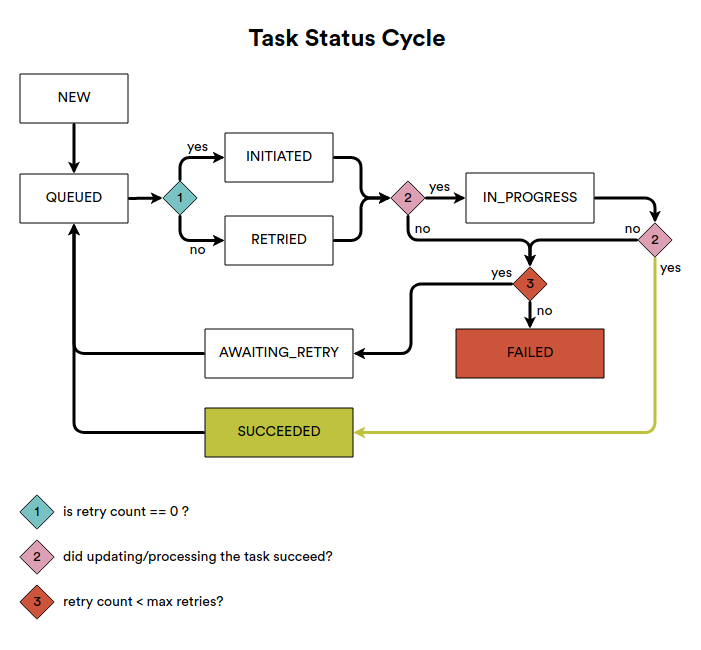 Task Status Cycle
NEW
QUEUED
1
yes
no
INITIATED
RETRIED
2
yes
no
IN_PROGRESS
2
no
yes
3
yes
no
AWAITING_RETRY
FAILED
SUCCEEDED
1 is retry count == 0 ?
2 did updating/processing the task succeed?
3 retry count < max retries?